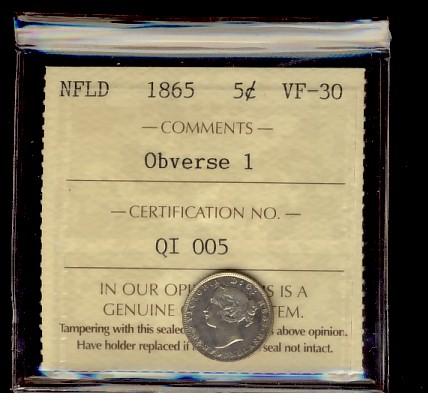 NFLD 1865 5¢ VF-30
— COMMENTS —
Obverse 1
— CERTIFICATION NO. —
QI 005
IN OUR IS A
GENUINE
Tampering with this above opinion.
Have holder replaced if seal not intact.